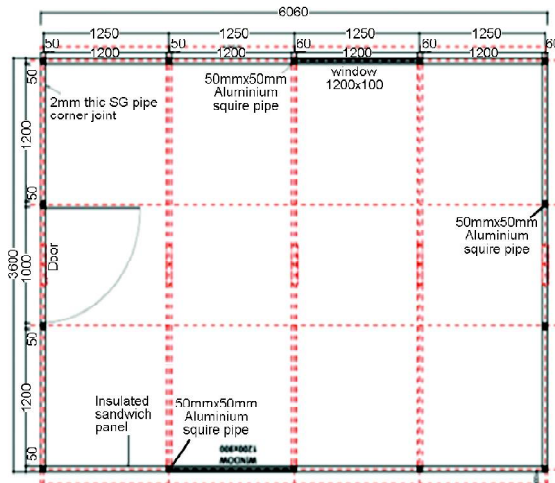 6060
1250 1250 1250 1250
50 50 60 60 60
1200 1200 1200 1200
50
50mmx50mm
Aluminium
squire pipe
window
1200x100
2mm thic SG pipe
corner joint
1200
50
50mmx50mm
Aluminium
squire pipe
3600
1000
Door
50
1200
Insulated
sandwich
panel
50mmx50mm
Aluminium
squire pipe
WINDOW
1200x900
50